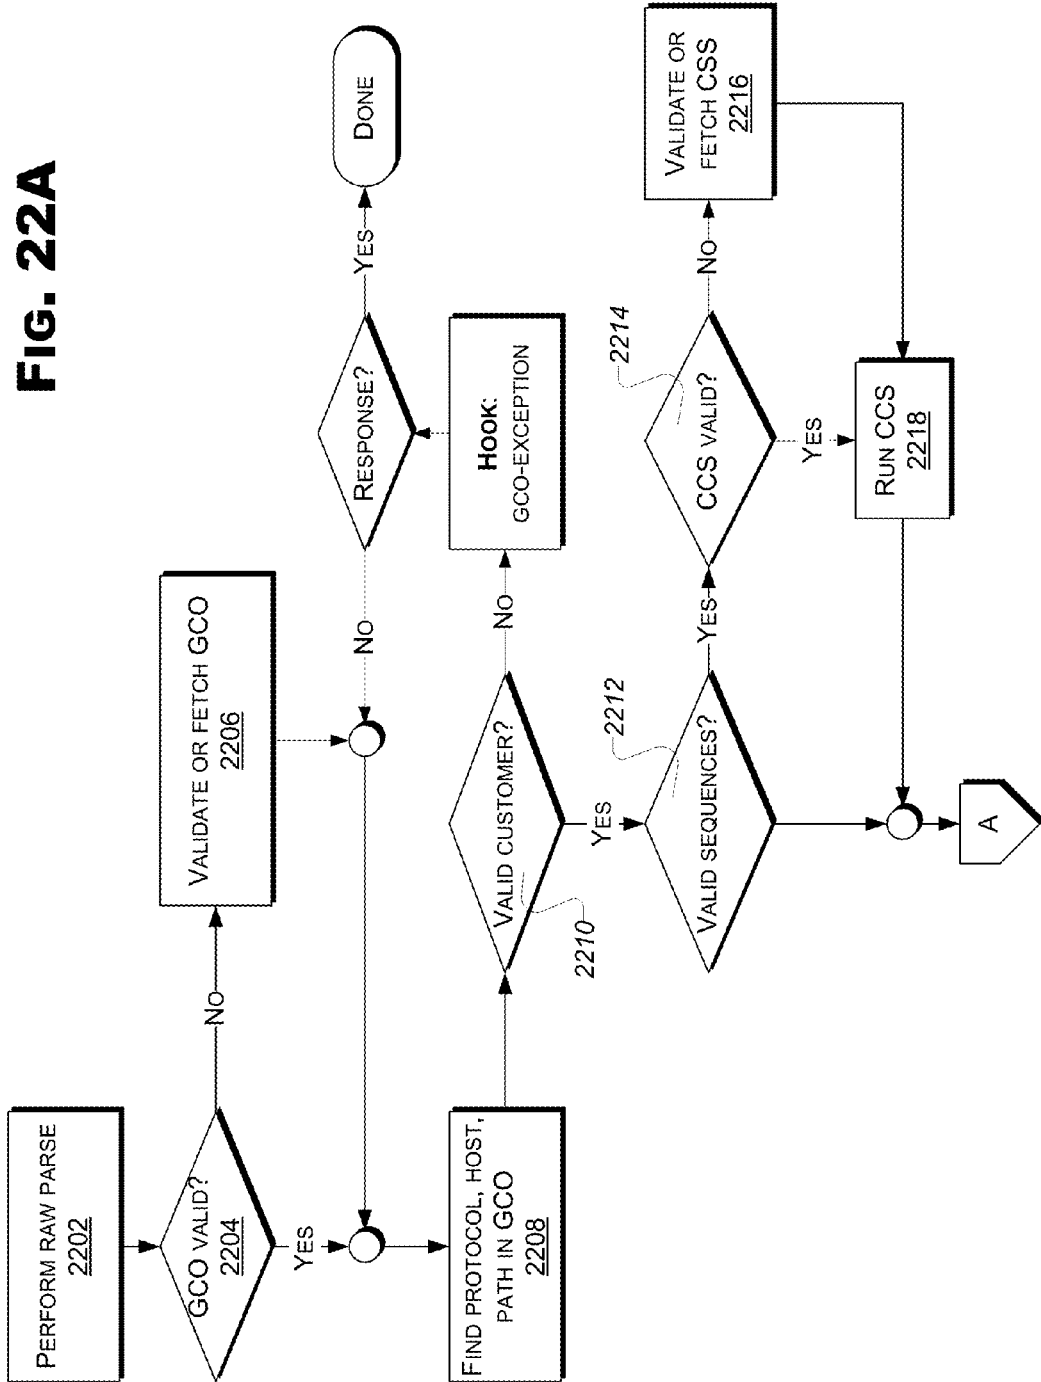 FIG. 22A
PERFORM RAW PARSE
2202
GCO VALID?
2204
NO
VALIDATE OR FETCH GCO
2206
YES
FIND PROTOCOL, HOST,
PATH IN GCO
2208
VALID CUSTOMER?
2210
NO
HOOK:
GCO-EXCEPTION
RESPONSE?
YES
DONE
NO
YES
VALID SEQUENCES?
2212
YES
CCS VALID?
2214
NO
VALIDATE OR
FETCH CSS
2216
YES
RUN CCS
2218
A